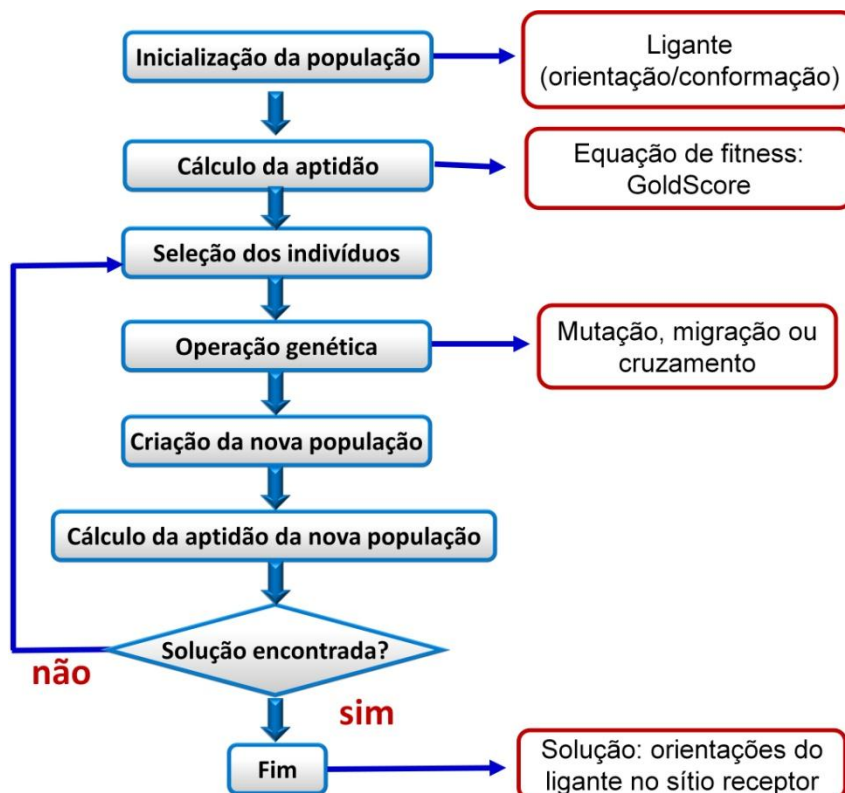 Inicialização da população
Ligante
(orientação/conformação)
Cálculo da aptidão
Equação de fitness:
GoldScore
Seleção dos indivíduos
Operação genética
Mutação, migração ou
cruzamento
Criação da nova população
Cálculo da aptidão da nova população
Solução encontrada?
não
sim
Fim
Solução: orientações do
ligante no sítio receptor